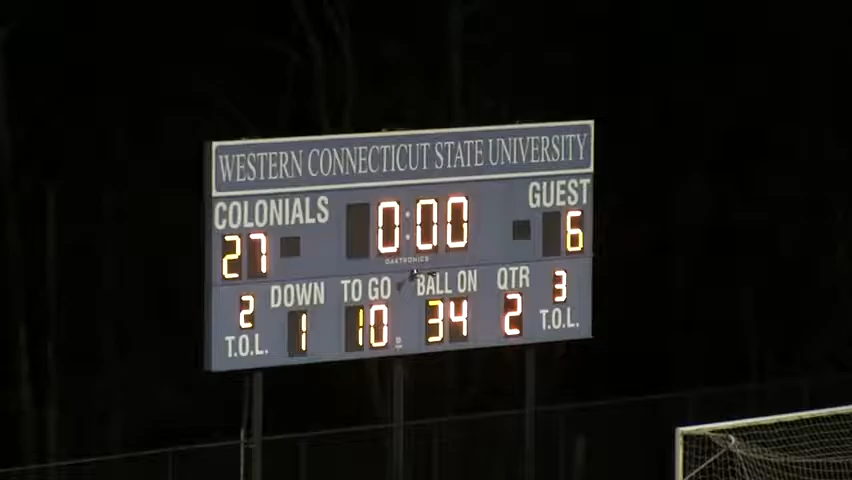 WESTERN CONNECTICUT STATE UNIVERSITY
COLONIALS 0:00 GUEST
27 6
DAKTRONICS
2 DOWN TO GO BALL ON QTR 3
T.O.L. 1 10 34 2 T.O.L.